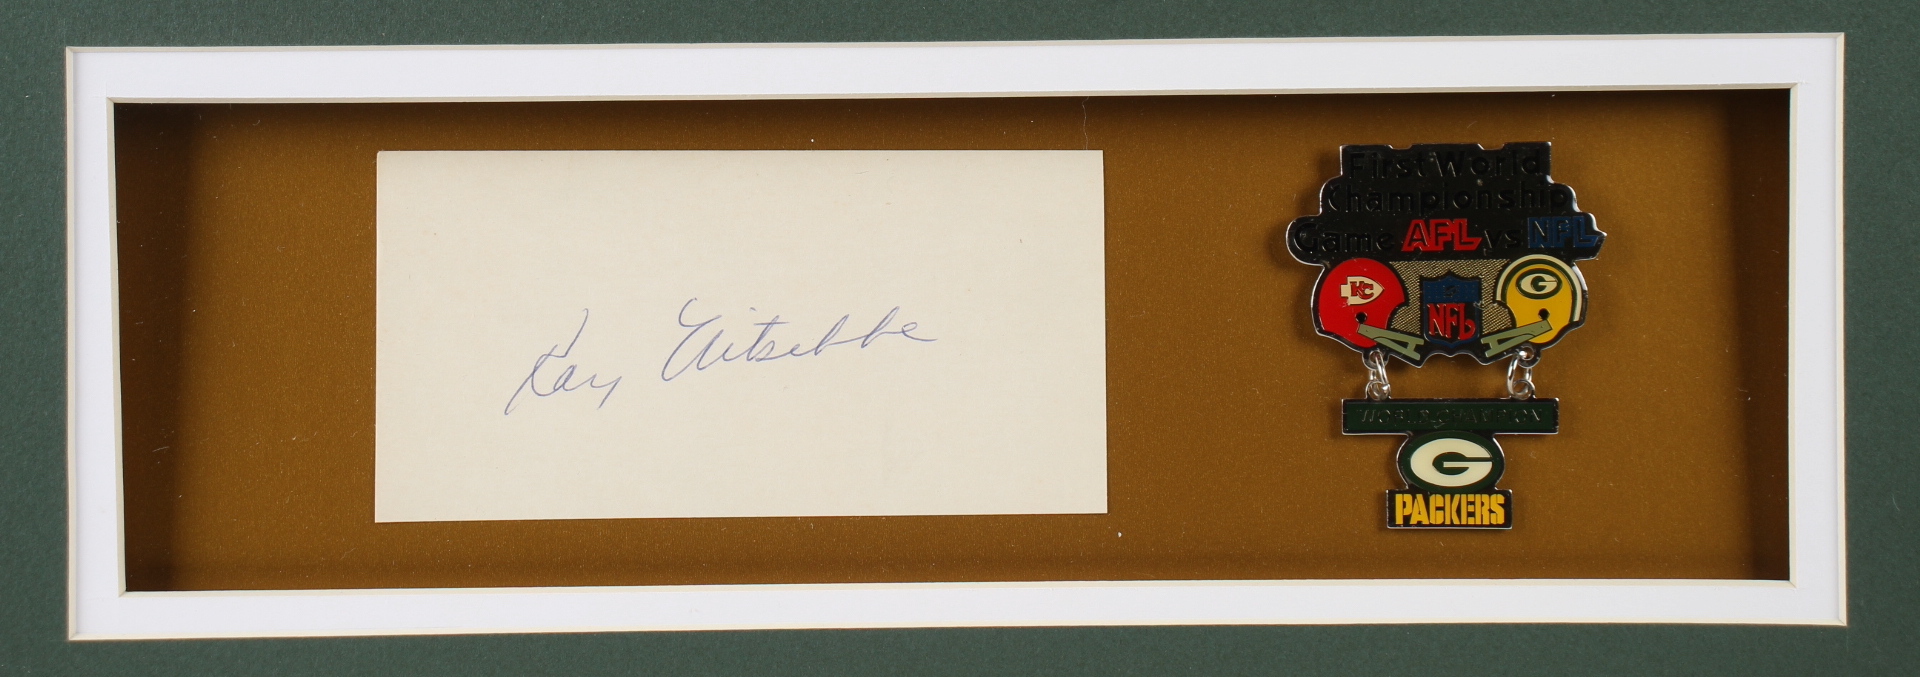 Ray Nitschke
First World
Championship
Game AFL vs NFL
KC
NFL
G
WORLD CHAMPION
G
PACKERS